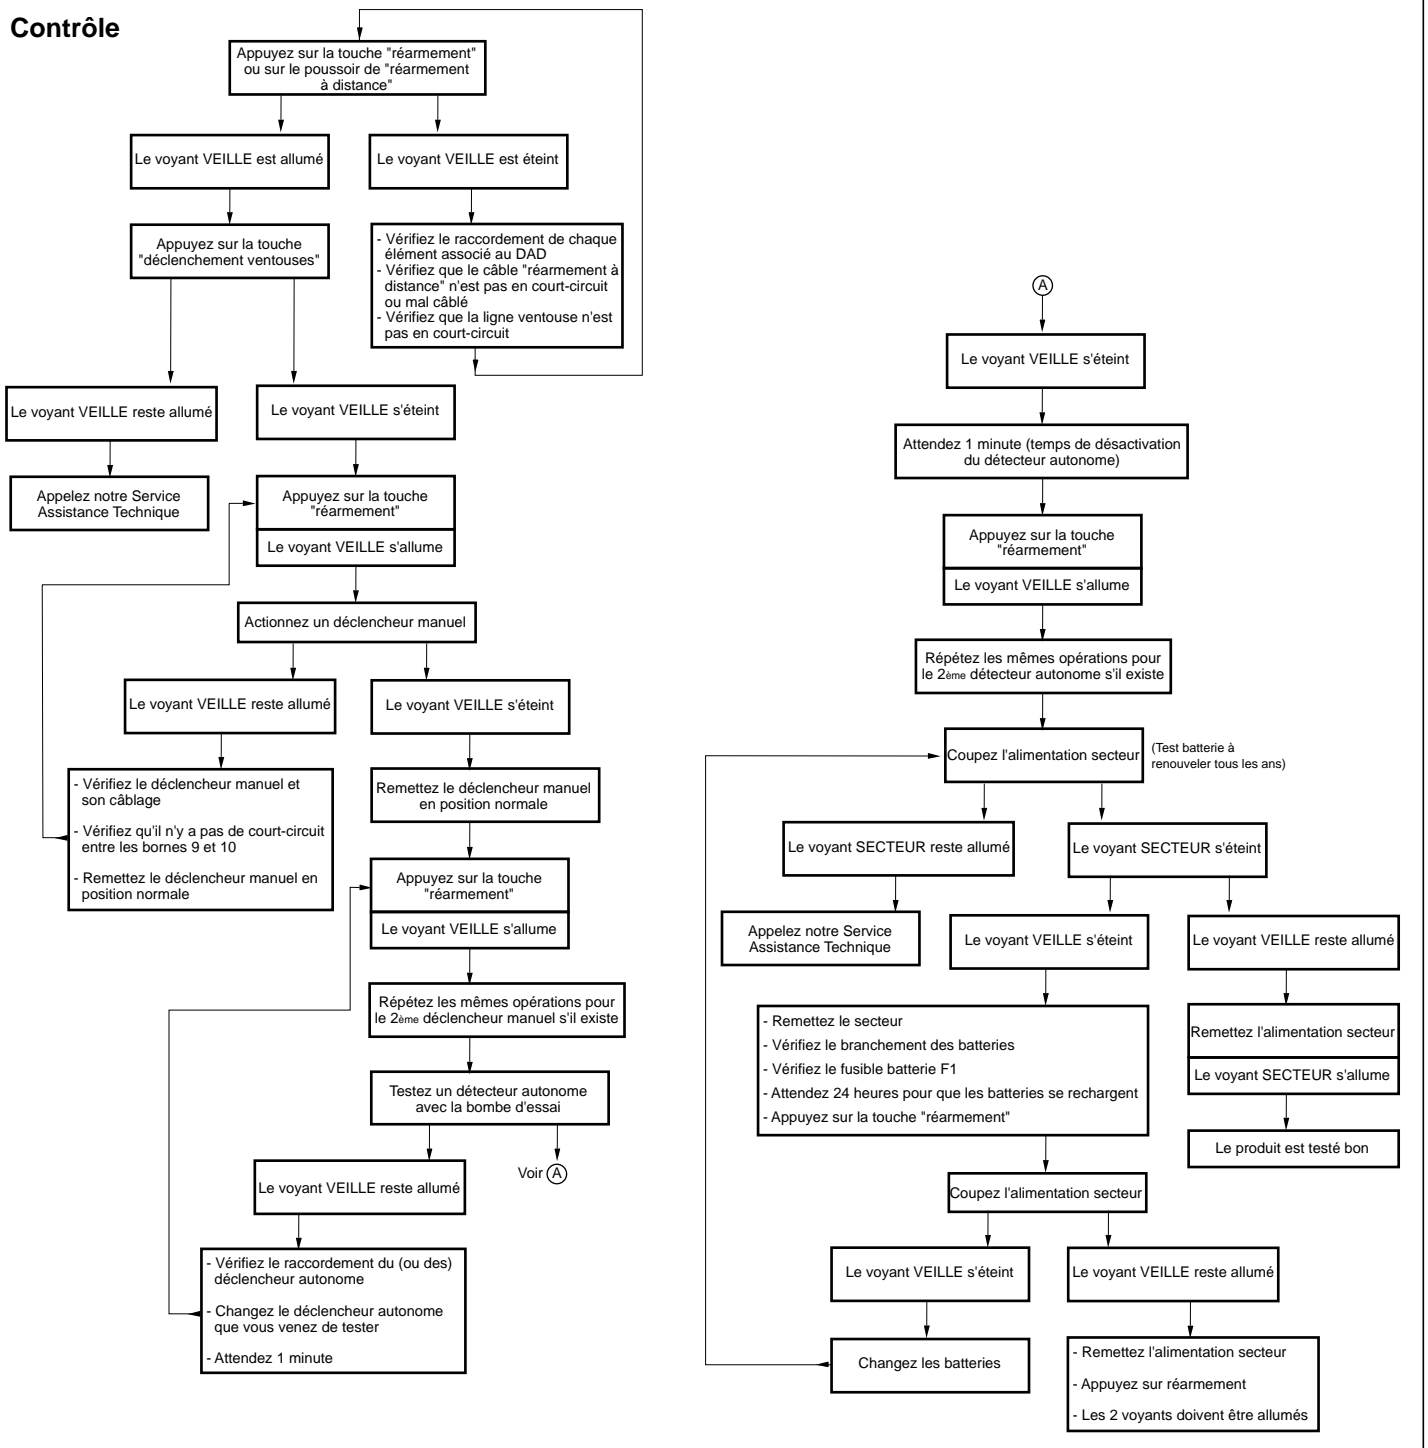 Contrôle
Appuyez sur la touche "réarmement"
ou sur le poussoir de "réarmement
à distance"
Le voyant VEILLE est allumé
Le voyant VEILLE est éteint
Appuyez sur la touche
"déclenchement ventouses"
- Vérifiez le raccordement de chaque
élément associé au DAD
- Vérifiez que le câble "réarmement à
distance" n'est pas en court-circuit
ou mal câblé
- Vérifiez que la ligne ventouse n'est
pas en court-circuit
Le voyant VEILLE reste allumé
Le voyant VEILLE s'éteint
Appelez notre Service
Assistance Technique
Appuyez sur la touche
"réarmement"
Le voyant VEILLE s'allume
Actionnez un déclencheur manuel
Le voyant VEILLE reste allumé
Le voyant VEILLE s'éteint
- Vérifiez le déclencheur manuel et
son câblage
- Vérifiez qu'il n'y a pas de court-circuit
entre les bornes 9 et 10
- Remettez le déclencheur manuel en
position normale
Remettez le déclencheur manuel
en position normale
Appuyez sur la touche
"réarmement"
Le voyant VEILLE s'allume
Répétez les mêmes opérations pour
le 2ème déclencheur manuel s'il existe
Testez un détecteur autonome
avec la bombe d'essai
Voir A
Le voyant VEILLE reste allumé
- Vérifiez le raccordement du (ou des)
déclencheur autonome
- Changez le déclencheur autonome
que vous venez de tester
- Attendez 1 minute
A
Le voyant VEILLE s'éteint
Attendez 1 minute (temps de désactivation
du détecteur autonome)
Appuyez sur la touche
"réarmement"
Le voyant VEILLE s'allume
Répétez les mêmes opérations pour
le 2ème détecteur autonome s'il existe
Coupez l'alimentation secteur
(Test batterie à
renouveler tous les ans)
Le voyant SECTEUR reste allumé
Le voyant SECTEUR s'éteint
Appelez notre Service
Assistance Technique
Le voyant VEILLE s'éteint
Le voyant VEILLE reste allumé
- Remettez le secteur
- Vérifiez le branchement des batteries
- Vérifiez le fusible batterie F1
- Attendez 24 heures pour que les batteries se rechargent
- Appuyez sur la touche "réarmement"
Remettez l'alimentation secteur
Le voyant SECTEUR s'allume
Le produit est testé bon
Coupez l'alimentation secteur
Le voyant VEILLE s'éteint
Le voyant VEILLE reste allumé
Changez les batteries
- Remettez l'alimentation secteur
- Appuyez sur réarmement
- Les 2 voyants doivent être allumés